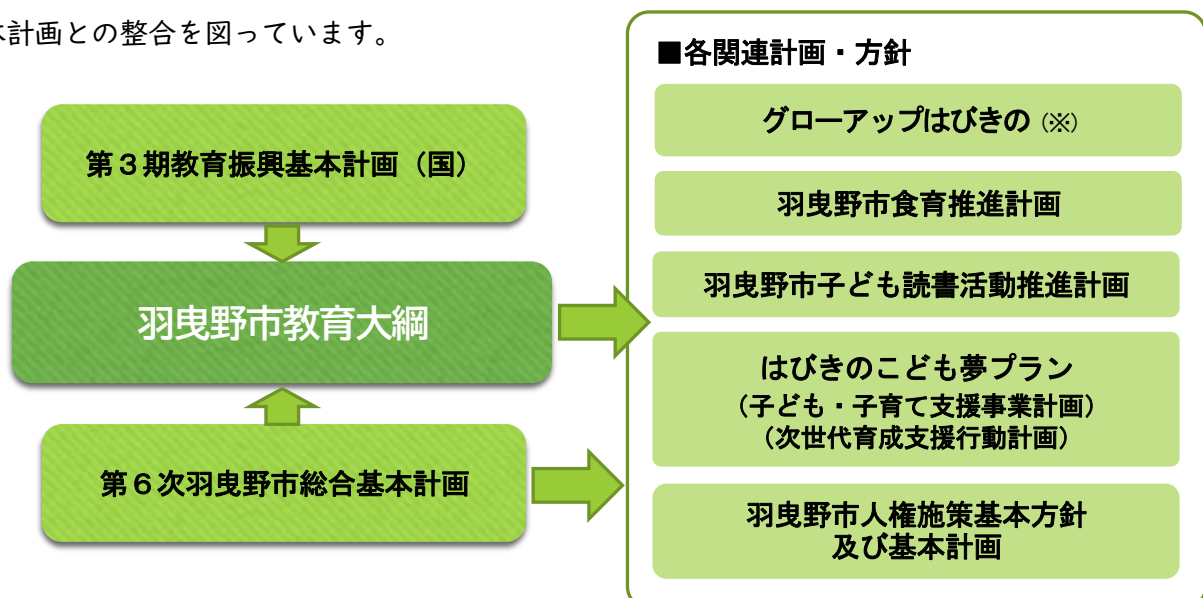 本計画との整合を図っています。
第3期教育振興基本計画（国）
羽曳野市教育大綱
第6次羽曳野市総合基本計画
■各関連計画・方針
グローアップはびきの（※）
羽曳野市食育推進計画
羽曳野市子ども読書活動推進計画
はびきのこども夢プラン
（子ども・子育て支援事業計画）
（次世代育成支援行動計画）
羽曳野市人権施策基本方針
及び基本計画